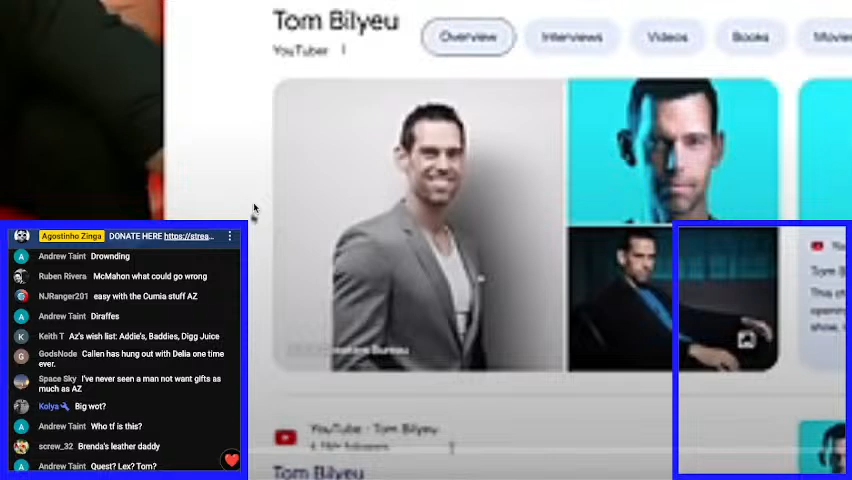 Tom Bilyeu
YouTuber
Overview
Interviews
Videos
Books
Movies
Agostinho Zinga DONATE HERE https://strea...
Andrew Taint Drownding
Ruben Rivera McMahon what could go wrong
NJRanger201 easy with the Cumia stuff AZ
Andrew Taint Diraffes
Keith T Az's wish list: Addie's, Baddies, Digg Juice
GodsNode Callen has hung out with Delia one time
ever.
Space Sky I've never seen a man not want gifts as
much as AZ
Kolya Big wot?
Andrew Taint Who tf is this?
screw_32 Brenda's leather daddy
Andrew Taint Quest? Lex? Tom?
YouTube · Tom Bilyeu
Tom Bilyeu